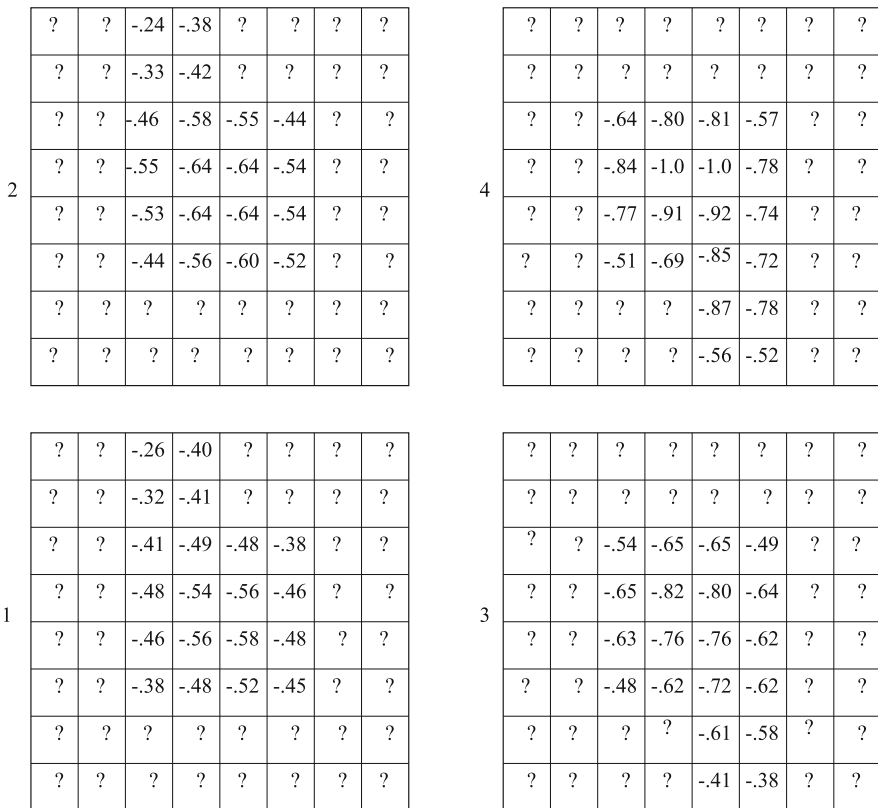 ? ? -.24 -.38 ? ? ? ?
? ? -.33 -.42 ? ? ? ?
? ? -.46 -.58 -.55 -.44 ? ?
? ? -.55 -.64 -.64 -.54 ? ?
2
? ? -.53 -.64 -.64 -.54 ? ?
? ? -.44 -.56 -.60 -.52 ? ?
? ? ? ? ? ? ? ?
? ? ? ? ? ? ? ?
? ? ? ? ? ? ? ?
? ? ? ? ? ? ? ?
? ? -.64 -.80 -.81 -.57 ? ?
? ? -.84 -1.0 -1.0 -.78 ? ?
4
? ? -.77 -.91 -.92 -.74 ? ?
? ? -.51 -.69 -.85 -.72 ? ?
? ? ? ? -.87 -.78 ? ?
? ? ? ? -.56 -.52 ? ?
? ? -.26 -.40 ? ? ? ?
? ? -.32 -.41 ? ? ? ?
? ? -.41 -.49 -.48 -.38 ? ?
? ? -.48 -.54 -.56 -.46 ? ?
1
? ? -.46 -.56 -.58 -.48 ? ?
? ? -.38 -.48 -.52 -.45 ? ?
? ? ? ? ? ? ? ?
? ? ? ? ? ? ? ?
? ? ? ? ? ? ? ?
? ? ? ? ? ? ? ?
? ? -.54 -.65 -.65 -.49 ? ?
? ? -.65 -.82 -.80 -.64 ? ?
3
? ? -.63 -.76 -.76 -.62 ? ?
? ? -.48 -.62 -.72 -.62 ? ?
? ? ? ? -.61 -.58 ? ?
? ? ? ? -.41 -.38 ? ?